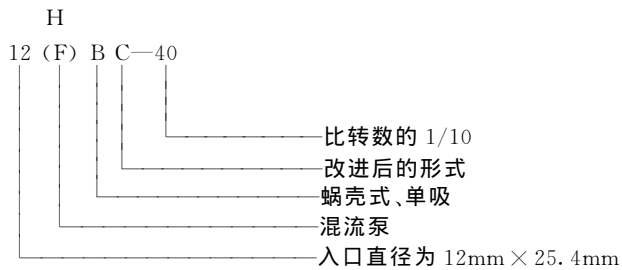 H
12 (F) B C—40
比转数的 1/10
改进后的形式
蜗壳式、单吸
混流泵
入口直径为 12mm×25.4mm